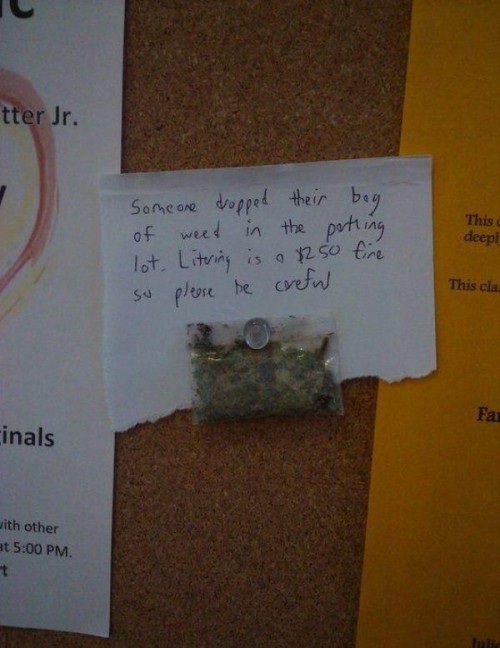 tter Jr.
Someone dropped their bag
of weed in the parking
lot. Litering is a $250 fine
so please be careful
inals
with other
at 5:00 PM.
This
deepl
This cla
Fa